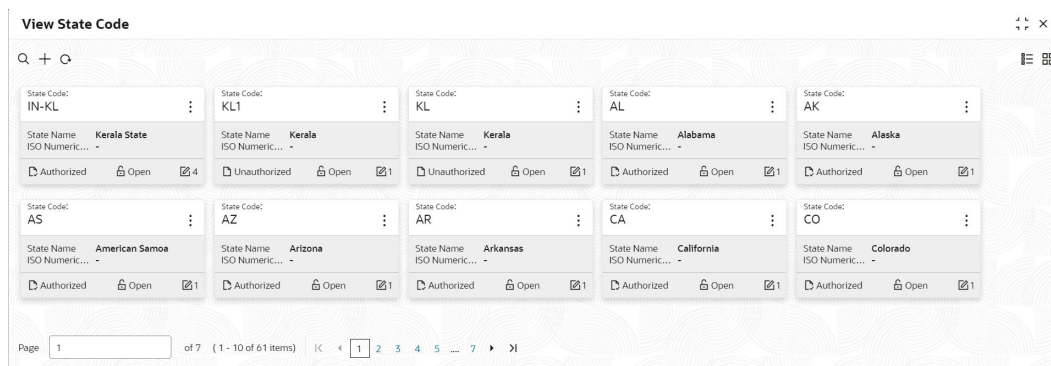 View State Code
State Code:
IN-KL
State Name Kerala State
ISO Numeric... -
Authorized Open 4
State Code:
KL1
State Name Kerala
ISO Numeric... -
Unauthorized Open 1
State Code:
KL
State Name Kerala
ISO Numeric... -
Unauthorized Open 1
State Code:
AL
State Name Alabama
ISO Numeric... -
Authorized Open 1
State Code:
AK
State Name Alaska
ISO Numeric... -
Authorized Open 1
State Code:
AS
State Name American Samoa
ISO Numeric... -
Authorized Open 1
State Code:
AZ
State Name Arizona
ISO Numeric... -
Authorized Open 1
State Code:
AR
State Name Arkansas
ISO Numeric... -
Authorized Open 1
State Code:
CA
State Name California
ISO Numeric... -
Authorized Open 1
State Code:
CO
State Name Colorado
ISO Numeric... -
Authorized Open 1
Page 1 of 7 (1 - 10 of 61 items) 1 2 3 4 5 .... 7